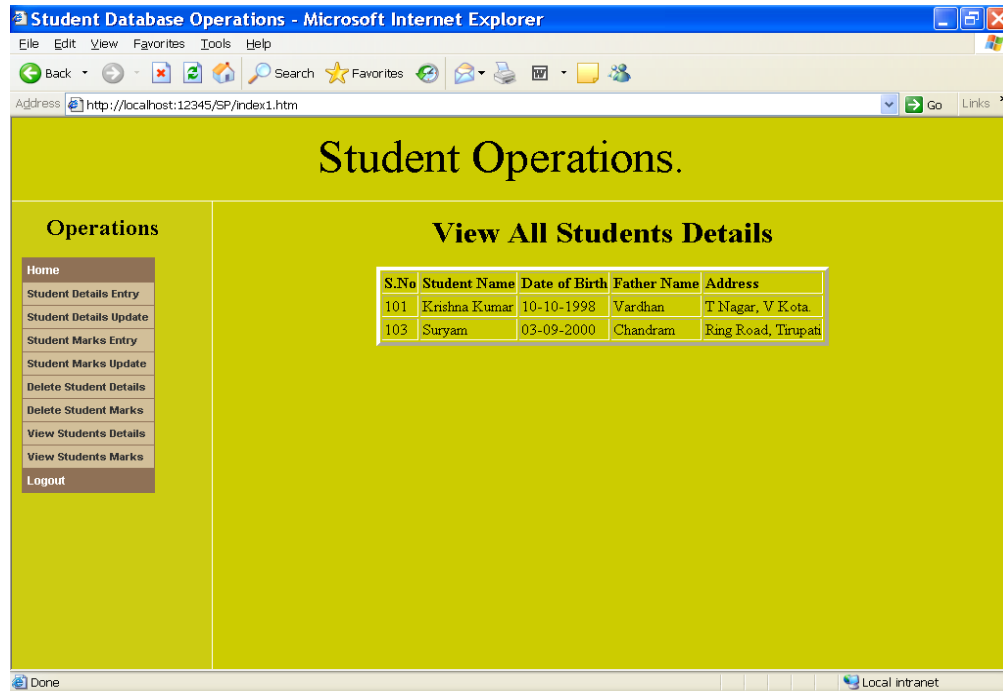 Student Database Operations - Microsoft Internet Explorer
File Edit View Favorites Tools Help
Back Search Favorites
Address http://localhost:12345/SP/index1.htm Go Links
Student Operations.
Operations
Home
Student Details Entry
Student Details Update
Student Marks Entry
Student Marks Update
Delete Student Details
Delete Student Marks
View Students Details
View Students Marks
Logout
View All Students Details
S.No Student Name Date of Birth Father Name Address
101 Krishna Kumar 10-10-1998 Vardhan T Nagar, V Kota.
103 Suryam 03-09-2000 Chandram Ring Road, Tirupati
Done Local intranet